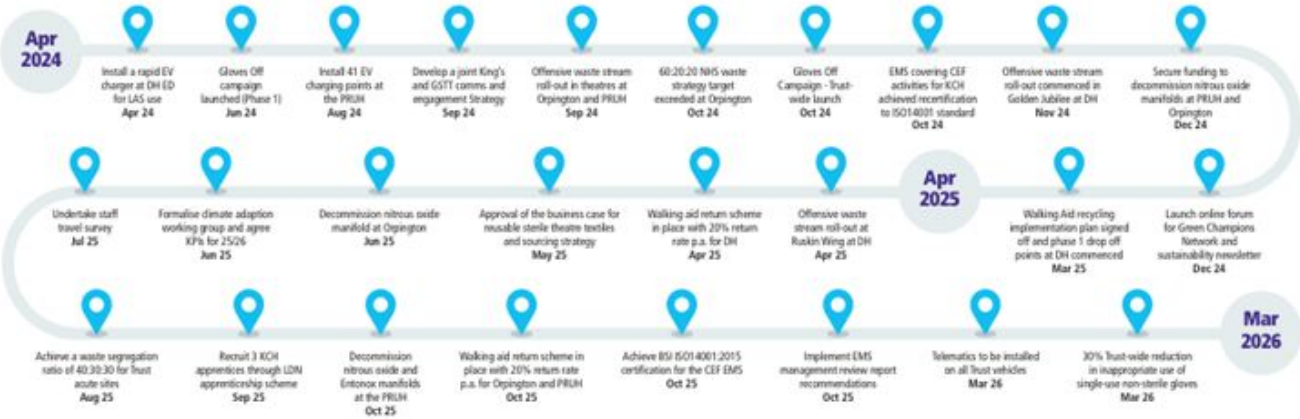 Apr
2024
Install a rapid EV
charger at DH ED
for LAS use
Apr 24
Gloves Off
campaign
launched (Phase 1)
Jun 24
Install 41 EV
charging points at
the PRUH
Aug 24
Develop a joint King's
and GSTT comms and
engagement Strategy
Sep 24
Offensive waste stream
roll-out in theatres at
Orpington and PRUH
Sep 24
60:20:20 NHS waste
strategy target
exceeded at Orpington
Oct 24
Gloves Off
Campaign - Trust-
wide launch
Oct 24
EMS covering CEF
activities for KCH
achieved recertification
to ISO14001 standard
Oct 24
Offensive waste stream
roll-out commenced in
Golden Jubilee at DH
Nov 24
Secure funding to
decommission nitrous oxide
manifolds at PRUH and
Orpington
Dec 24
Launch online forum
for Green Champions
Network and
sustainability newsletter
Dec 24
Walking Aid recycling
implementation plan signed
off and phase 1 drop off
points at DH commenced
Mar 25
Apr
2025
Offensive waste
stream roll-out at
Ruskin Wing at DH
Apr 25
Walking aid return scheme
in place with 20% return
rate p.a. for DH
Apr 25
Approval of the business case for
reusable sterile theatre textiles
and sourcing strategy
May 25
Decommission nitrous oxide
manifold at Orpington
Jun 25
Formalise climate adaption
working group and agree
KPIs for 25/26
Jun 25
Undertake staff
travel survey
Jul 25
Achieve a waste segregation
ratio of 40:30:30 for Trust
acute sites
Aug 25
Recruit 3 KCH
apprentices through LDN
apprenticeship scheme
Sep 25
Decommission
nitrous oxide and
Entonox manifolds
at the PRUH
Oct 25
Walking aid return scheme in
place with 20% return rate
p.a. for Orpington and PRUH
Oct 25
Achieve BSI ISO14001:2015
certification for the CEF EMS
Oct 25
Implement EMS
management review report
recommendations
Oct 25
Telematics to be installed
on all Trust vehicles
Mar 26
30% Trust-wide reduction
in inappropriate use of
single-use non-sterile gloves
Mar 26
Mar
2026